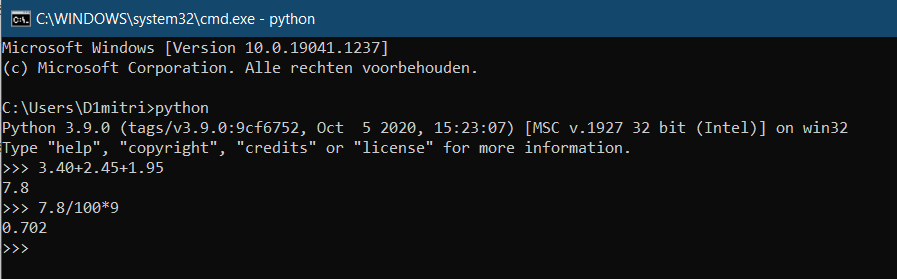 C:\WINDOWS\system32\cmd.exe - python
Microsoft Windows [Version 10.0.19041.1237]
(c) Microsoft Corporation. Alle rechten voorbehouden.
C:\Users\D1mitri>python
Python 3.9.0 (tags/v3.9.0:9cf6752, Oct  5 2020, 15:23:07) [MSC v.1927 32 bit (Intel)] on win32
Type "help", "copyright", "credits" or "license" for more information.
>>> 3.40+2.45+1.95
7.8
>>> 7.8/100*9
0.702
>>>